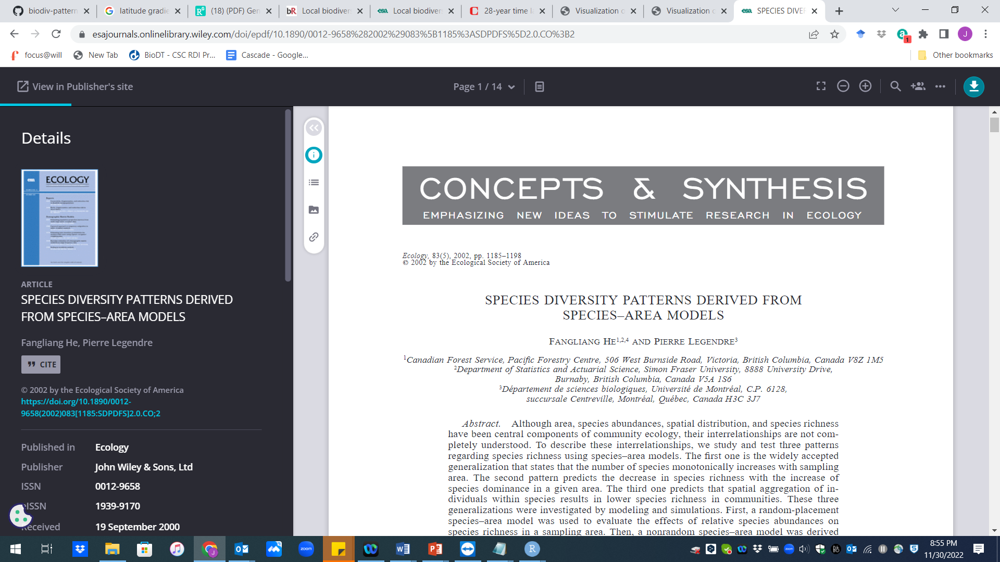 biodiv-pattern
latitude gradie
(18) (PDF) Gen
Local biodiver
Local biodiver
28-year time la
Visualization o
Visualization o
SPECIES DIVER
esajournals.onlinelibrary.wiley.com/doi/epdf/10.1890/0012-9658%282002%29083%5B1185%3ASDPDFS%5D2.0.CO%3B2
focus@will
New Tab
BioDT - CSC RDI Pr...
Cascade - Google...
Other bookmarks
View in Publisher's site
Page 1 / 14
Details
ECOLOGY
ARTICLE
SPECIES DIVERSITY PATTERNS DERIVED
FROM SPECIES–AREA MODELS
Fangliang He, Pierre Legendre
CITE
© 2002 by the Ecological Society of America
https://doi.org/10.1890/0012-
9658(2002)083[1185:SDPDFS]2.0.CO;2
Published in Ecology
Publisher John Wiley & Sons, Ltd
ISSN 0012-9658
eISSN 1939-9170
Received 19 September 2000
CONCEPTS & SYNTHESIS
EMPHASIZING NEW IDEAS TO STIMULATE RESEARCH IN ECOLOGY
Ecology, 83(5), 2002, pp. 1185–1198
© 2002 by the Ecological Society of America
SPECIES DIVERSITY PATTERNS DERIVED FROM
SPECIES–AREA MODELS
FANGLIANG HE1,2,4 AND PIERRE LEGENDRE3
1Canadian Forest Service, Pacific Forestry Centre, 506 West Burnside Road, Victoria, British Columbia, Canada V8Z 1M5
2Department of Statistics and Actuarial Science, Simon Fraser University, 8888 University Drive,
Burnaby, British Columbia, Canada V5A 1S6
3Département de sciences biologiques, Université de Montréal, C.P. 6128,
succursale Centreville, Montréal, Québec, Canada H3C 3J7
Abstract. Although area, species abundances, spatial distribution, and species richness
have been central components of community ecology, their interrelationships are not com-
pletely understood. To describe these interrelationships, we study and test three patterns
regarding species richness using species–area models. The first one is the widely accepted
generalization that states that the number of species monotonically increases with sampling
area. The second pattern predicts the decrease in species richness with the increase of
species dominance in a given area. The third one predicts that spatial aggregation of in-
dividuals within species results in lower species richness in communities. These three
generalizations were investigated by modeling and simulations. First, a random-placement
species–area model was used to evaluate the effects of relative species abundances on
species richness in a sampling area. Then, a nonrandom species–area model was derived
8:55 PM
11/30/2022